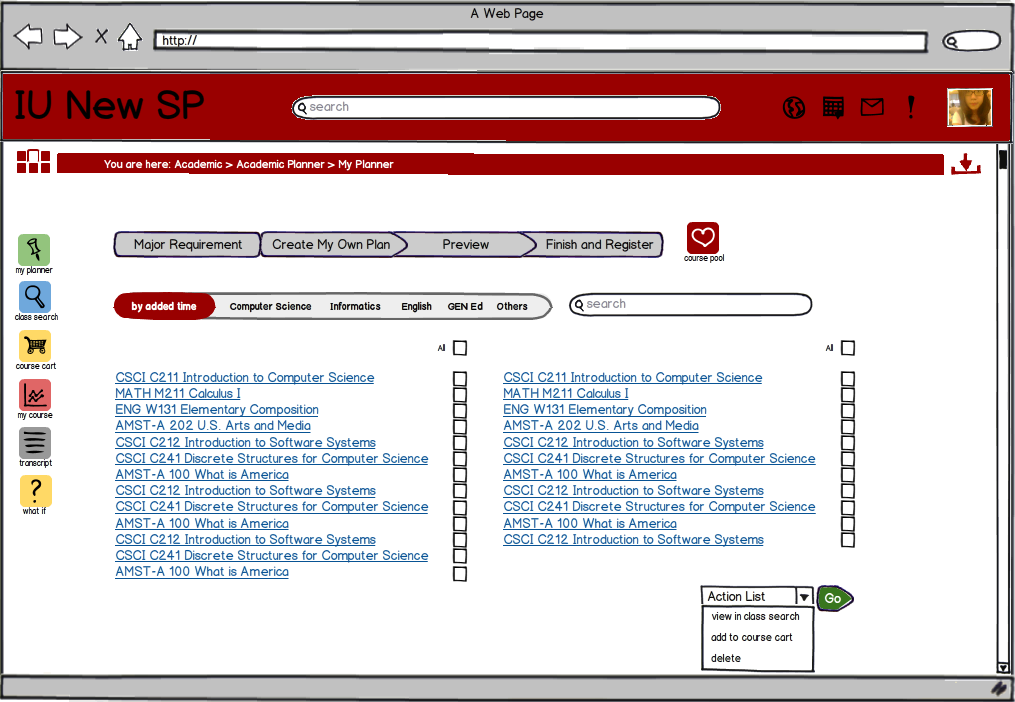 A Web Page
http://
IU New SP
search
You are here: Academic > Academic Planner > My Planner
Major Requirement
Create My Own Plan
Preview
Finish and Register
course pool
my planner
class search
course cart
my course
transcript
what if
by added time
Computer Science
Informatics
English
GEN Ed
Others
search
All
CSCI C211 Introduction to Computer Science
MATH M211 Calculus I
ENG W131 Elementary Composition
AMST-A 202 U.S. Arts and Media
CSCI C212 Introduction to Software Systems
CSCI C241 Discrete Structures for Computer Science
AMST-A 100 What is America
CSCI C212 Introduction to Software Systems
CSCI C241 Discrete Structures for Computer Science
AMST-A 100 What is America
CSCI C212 Introduction to Software Systems
CSCI C241 Discrete Structures for Computer Science
AMST-A 100 What is America
All
CSCI C211 Introduction to Computer Science
MATH M211 Calculus I
ENG W131 Elementary Composition
AMST-A 202 U.S. Arts and Media
CSCI C212 Introduction to Software Systems
CSCI C241 Discrete Structures for Computer Science
AMST-A 100 What is America
CSCI C212 Introduction to Software Systems
CSCI C241 Discrete Structures for Computer Science
AMST-A 100 What is America
CSCI C212 Introduction to Software Systems
Action List
Go
view in class search
add to course cart
delete